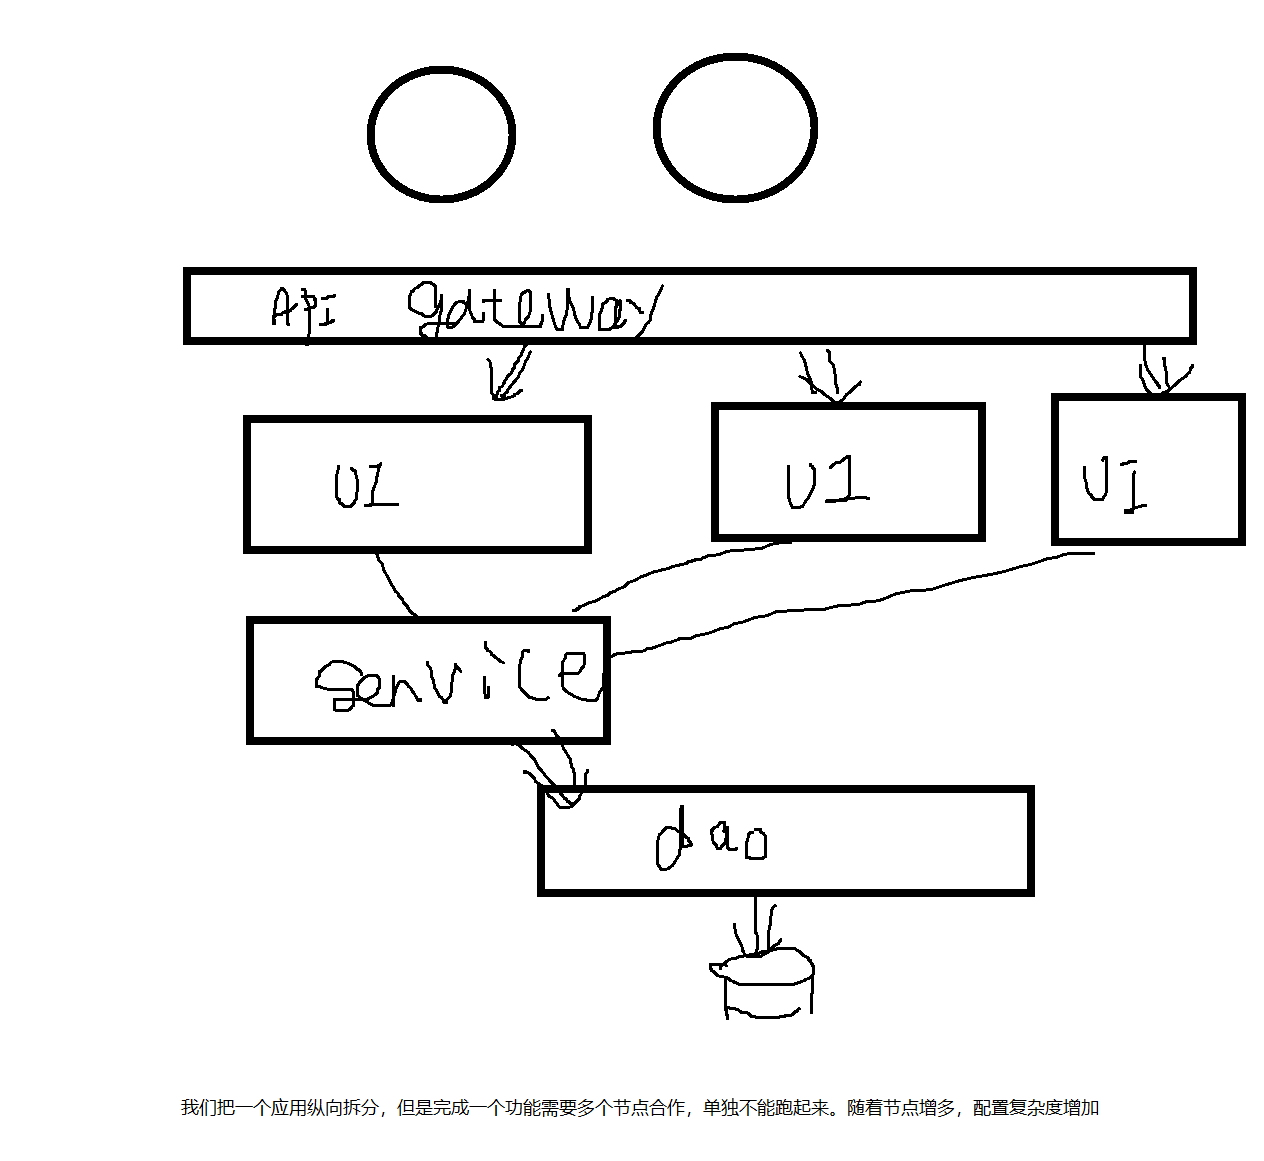 API gateway
UI UI UI
service
dao
我们把一个应用纵向拆分，但是完成一个功能需要多个节点合作，单独不能跑起来。随着节点增多，配置复杂度增加